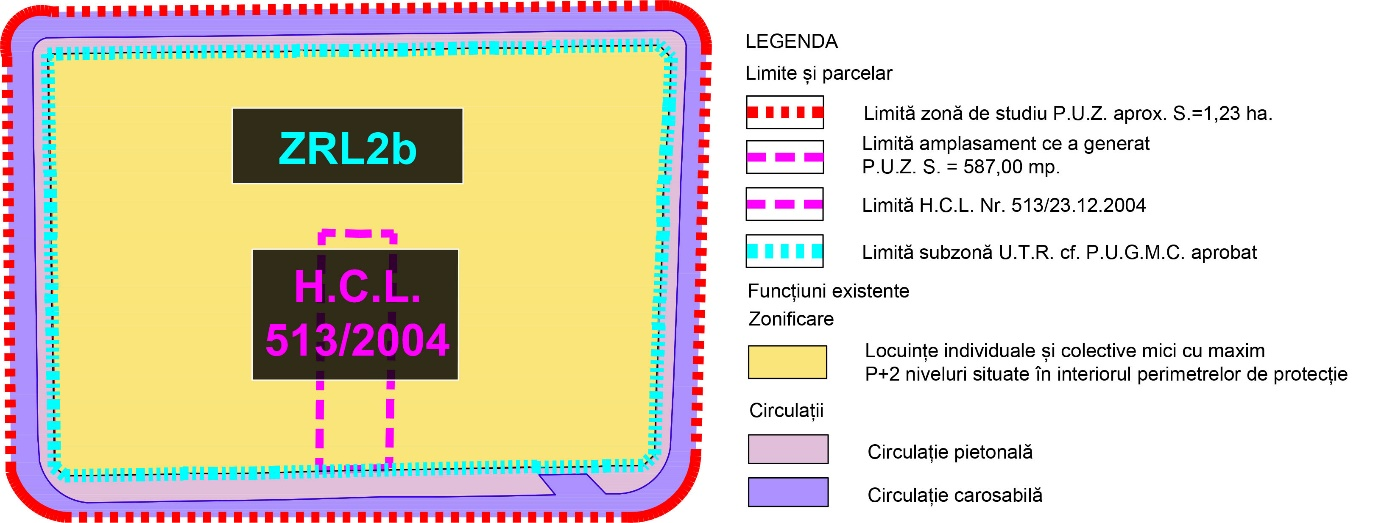 ZRL2b
H.C.L.
513/2004
LEGENDA
Limite și parcelar
Limită zonă de studiu P.U.Z. aprox. S.=1,23 ha.
Limită amplasament ce a generat
P.U.Z. S. = 587,00 mp.
Limită H.C.L. Nr. 513/23.12.2004
Limită subzonă U.T.R. cf. P.U.G.M.C. aprobat
Funcțiuni existente
Zonificare
Locuințe individuale și colective mici cu maxim
P+2 niveluri situate în interiorul perimetrelor de protecție
Circulații
Circulație pietonală
Circulație carosabilă